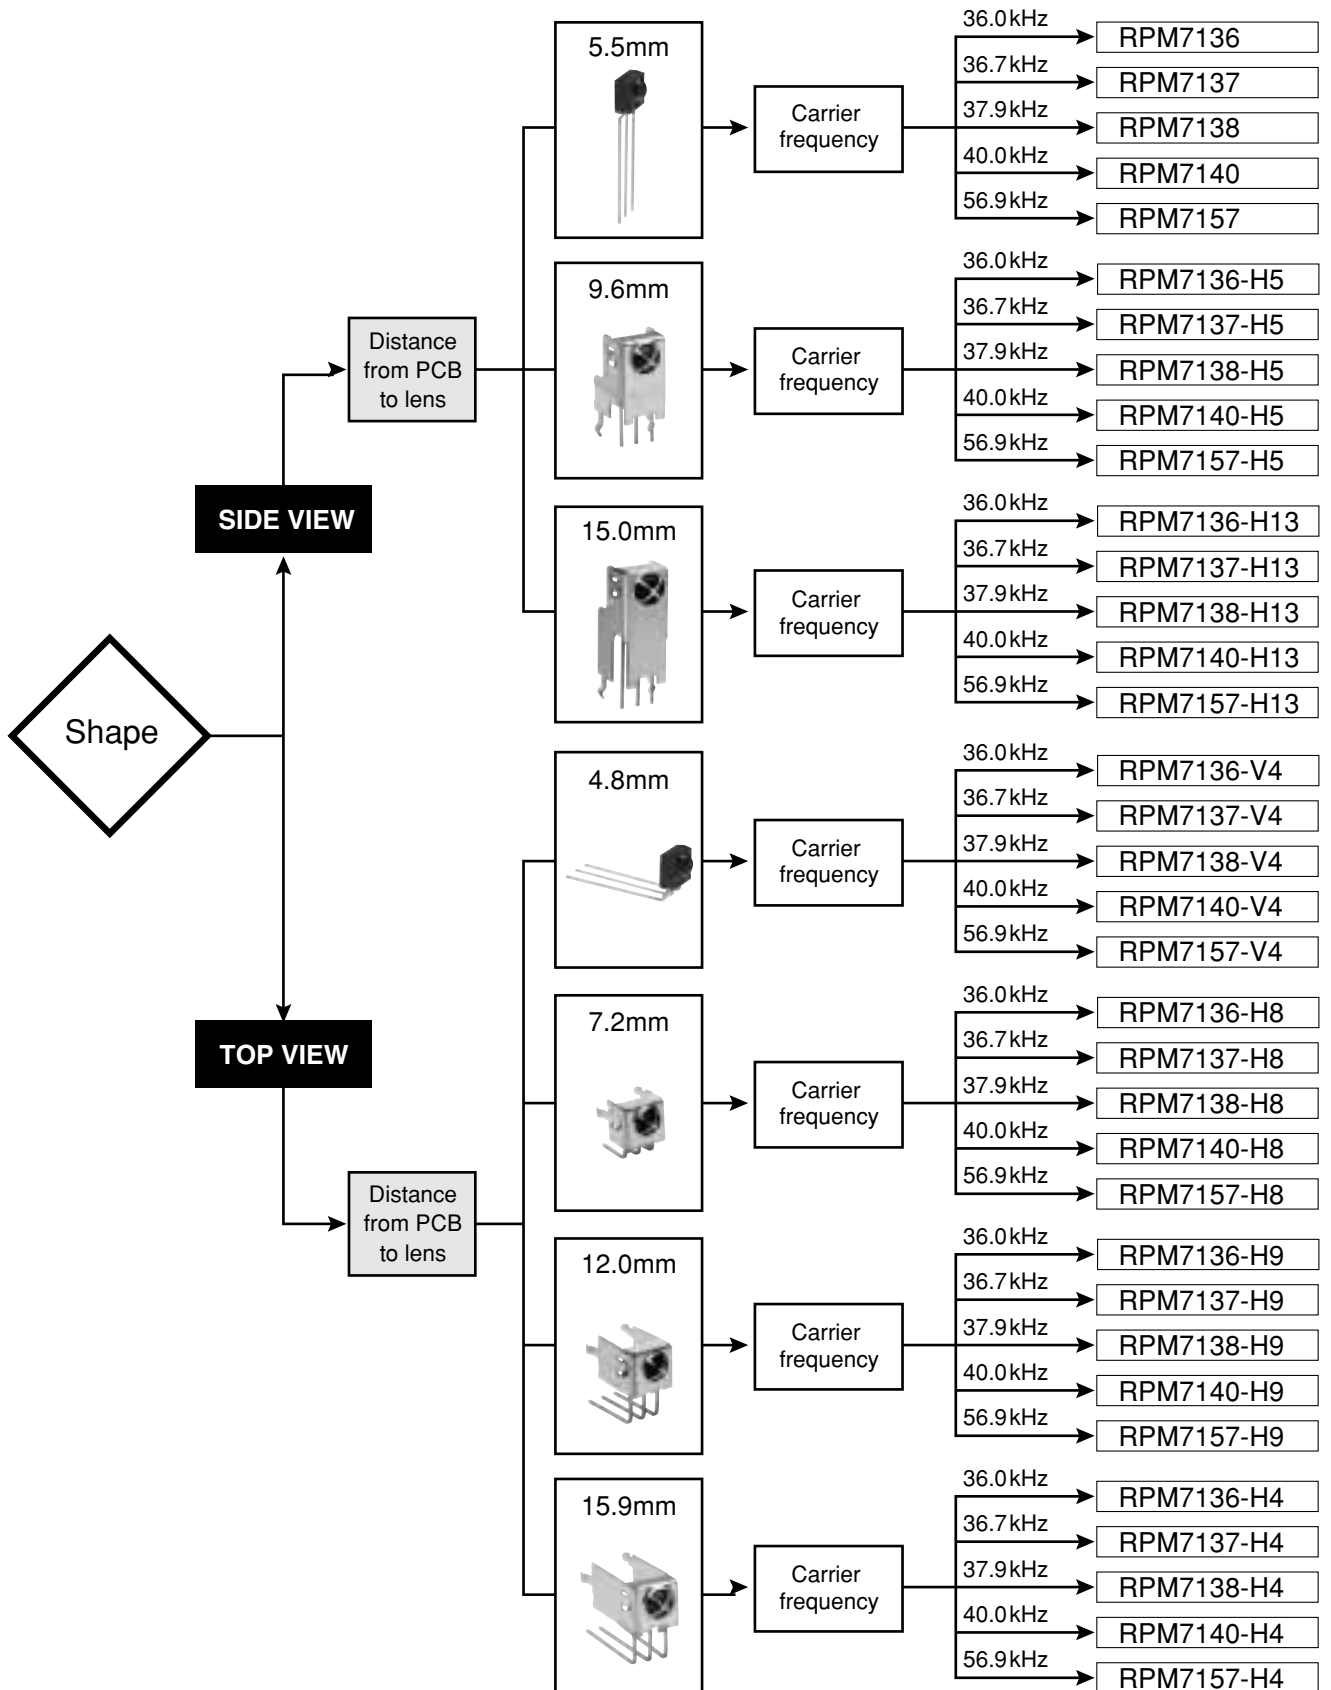 Shape
SIDE VIEW
Distance
from PCB
to lens
5.5mm
Carrier
frequency
36.0kHz
RPM7136
36.7kHz
RPM7137
37.9kHz
RPM7138
40.0kHz
RPM7140
56.9kHz
RPM7157
9.6mm
Carrier
frequency
36.0kHz
RPM7136-H5
36.7kHz
RPM7137-H5
37.9kHz
RPM7138-H5
40.0kHz
RPM7140-H5
56.9kHz
RPM7157-H5
15.0mm
Carrier
frequency
36.0kHz
RPM7136-H13
36.7kHz
RPM7137-H13
37.9kHz
RPM7138-H13
40.0kHz
RPM7140-H13
56.9kHz
RPM7157-H13
TOP VIEW
Distance
from PCB
to lens
4.8mm
Carrier
frequency
36.0kHz
RPM7136-V4
36.7kHz
RPM7137-V4
37.9kHz
RPM7138-V4
40.0kHz
RPM7140-V4
56.9kHz
RPM7157-V4
7.2mm
Carrier
frequency
36.0kHz
RPM7136-H8
36.7kHz
RPM7137-H8
37.9kHz
RPM7138-H8
40.0kHz
RPM7140-H8
56.9kHz
RPM7157-H8
12.0mm
Carrier
frequency
36.0kHz
RPM7136-H9
36.7kHz
RPM7137-H9
37.9kHz
RPM7138-H9
40.0kHz
RPM7140-H9
56.9kHz
RPM7157-H9
15.9mm
Carrier
frequency
36.0kHz
RPM7136-H4
36.7kHz
RPM7137-H4
37.9kHz
RPM7138-H4
40.0kHz
RPM7140-H4
56.9kHz
RPM7157-H4